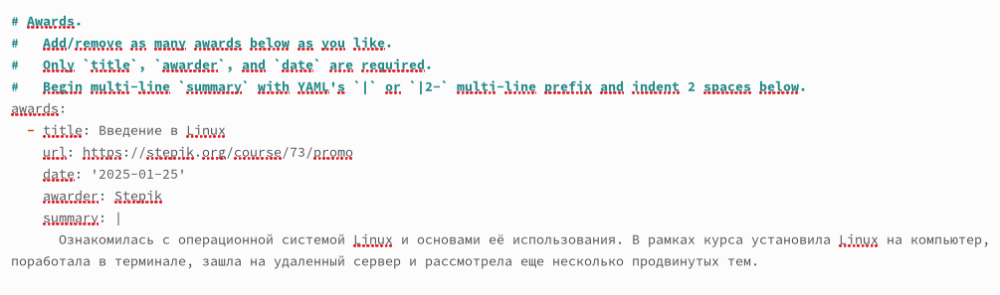 # Awards.
#   Add/remove as many awards below as you like.
#   Only `title`, `awarder`, and `date` are required.
#   Begin multi-line `summary` with YAML's `|` or `|2-` multi-line prefix and indent 2 spaces below.
awards:
  - title: Введение в Linux
    url: https://stepik.org/course/73/promo
    date: '2025-01-25'
    awarder: Stepik
    summary: |
      Ознакомилась с операционной системой Linux и основами её использования. В рамках курса установила Linux на компьютер,
поработала в терминале, зашла на удаленный сервер и рассмотрела еще несколько продвинутых тем.